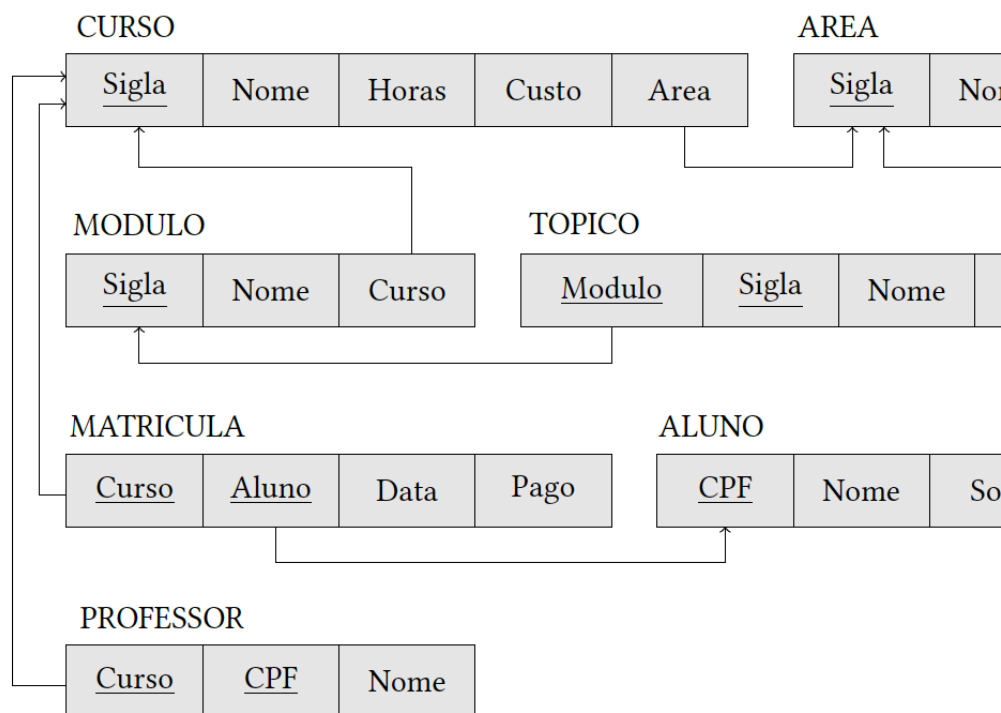 CURSO AREA
Sigla Nome Horas Custo Area Sigla
MODULO TOPICO
Sigla Nome Curso Modulo Sigla Nome
MATRICULA ALUNO
Curso Aluno Data Pago CPF Nome
PROFESSOR
Curso CPF Nome